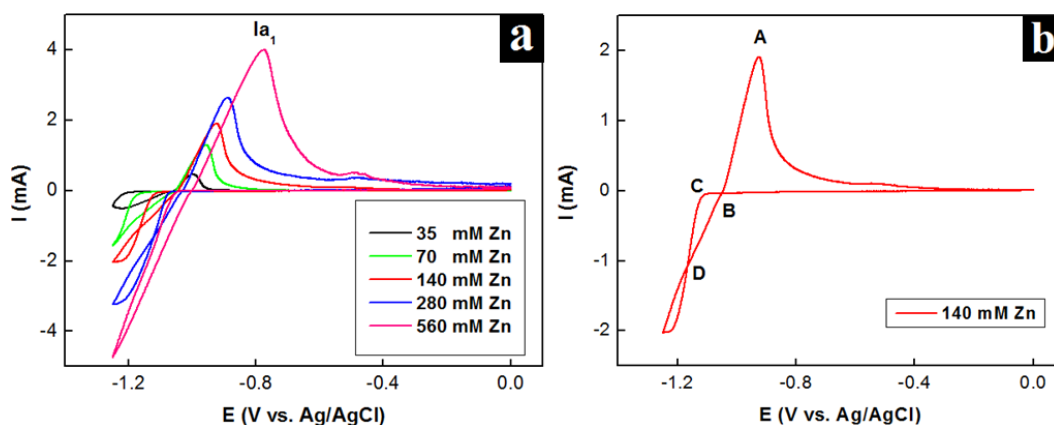 Ia1
a
4
2
0
-2
-4
I (mA)
35 mM Zn
70 mM Zn
140 mM Zn
280 mM Zn
560 mM Zn
-1.2 -0.8 -0.4 0.0
E (V vs. Ag/AgCl)
b
A
2
1
0
-1
-2
I (mA)
C
B
D
140 mM Zn
-1.2 -0.8 -0.4 0.0
E (V vs. Ag/AgCl)